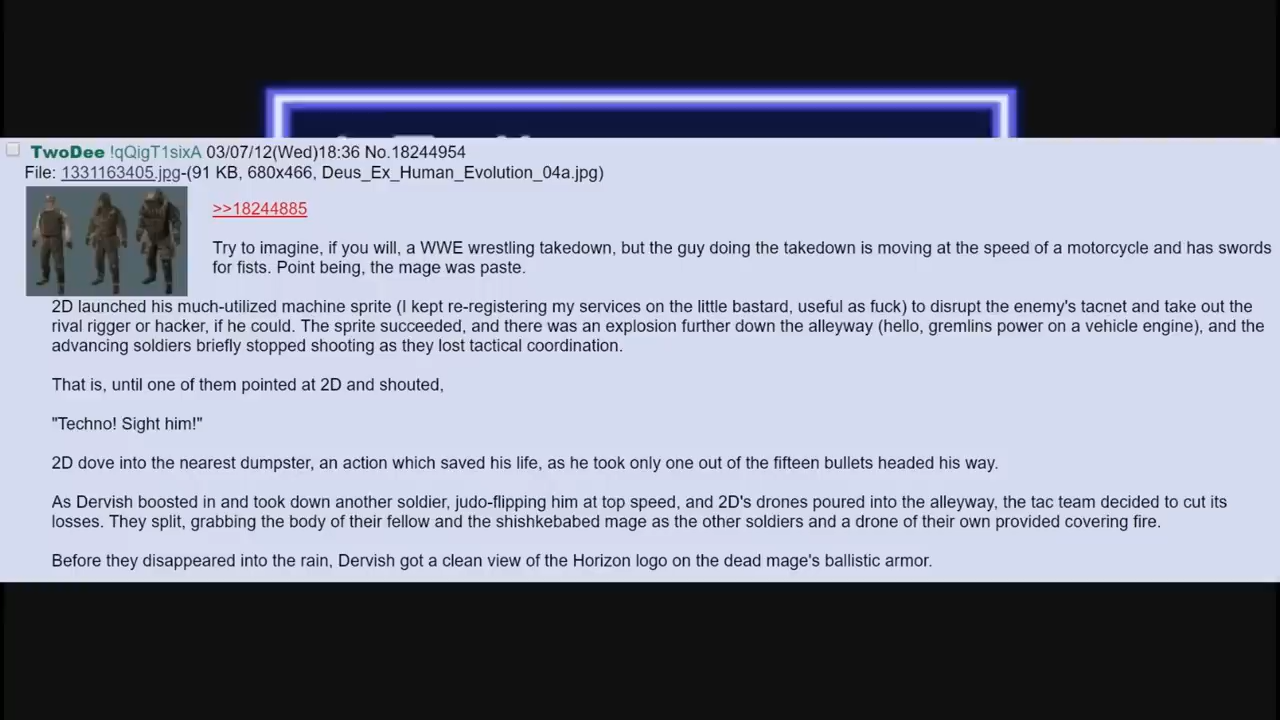 TwoDee !qQigT1sixA 03/07/12(Wed)18:36 No.18244954
File: 1331163405.jpg-(91 KB, 680x466, Deus_Ex_Human_Evolution_04a.jpg)
>>18244885
Try to imagine, if you will, a WWE wrestling takedown, but the guy doing the takedown is moving at the speed of a motorcycle and has swords
for fists. Point being, the mage was paste.
2D launched his much-utilized machine sprite (I kept re-registering my services on the little bastard, useful as fuck) to disrupt the enemy's tacnet and take out the
rival rigger or hacker, if he could. The sprite succeeded, and there was an explosion further down the alleyway (hello, gremlins power on a vehicle engine), and the
advancing soldiers briefly stopped shooting as they lost tactical coordination.
That is, until one of them pointed at 2D and shouted,
"Techno! Sight him!"
2D dove into the nearest dumpster, an action which saved his life, as he took only one out of the fifteen bullets headed his way.
As Dervish boosted in and took down another soldier, judo-flipping him at top speed, and 2D's drones poured into the alleyway, the tac team decided to cut its
losses. They split, grabbing the body of their fellow and the shishkebabed mage as the other soldiers and a drone of their own provided covering fire.
Before they disappeared into the rain, Dervish got a clean view of the Horizon logo on the dead mage's ballistic armor.